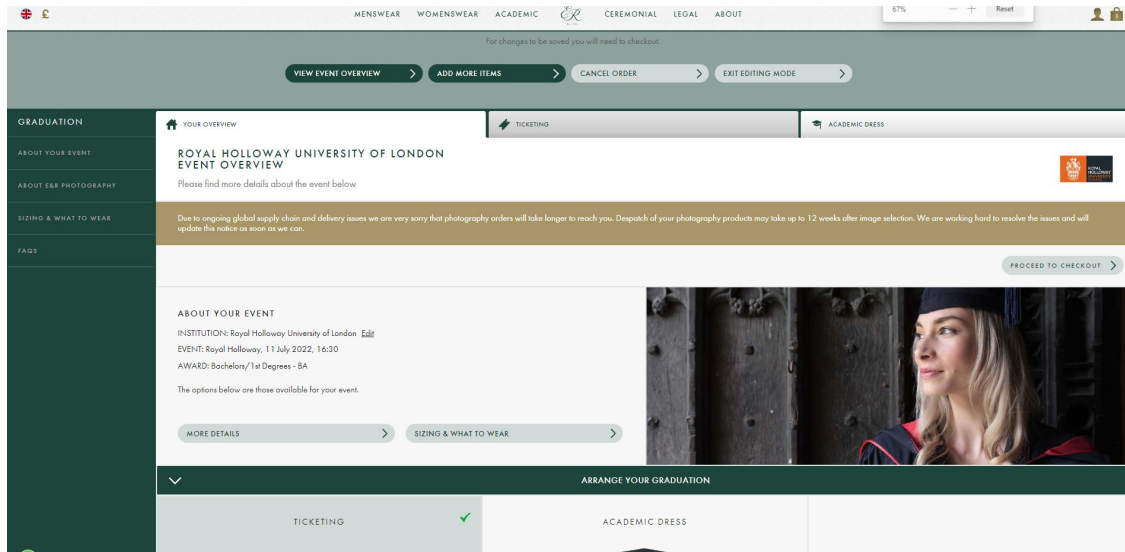 £
MENSWEAR WOMENSWEAR ACADEMIC ER CEREMONIAL LEGAL ABOUT
67% — + Reset
1
For changes to be saved you will need to checkout.
VIEW EVENT OVERVIEW
ADD MORE ITEMS
CANCEL ORDER
EXIT EDITING MODE
GRADUATION
ABOUT YOUR EVENT
ABOUT E&R PHOTOGRAPHY
SIZING & WHAT TO WEAR
FAQS
YOUR OVERVIEW
TICKETING
ACADEMIC DRESS
ROYAL HOLLOWAY UNIVERSITY OF LONDON
EVENT OVERVIEW
Please find more details about the event below
ROYAL
HOLLOWAY
UNIVERSITY
Due to ongoing global supply chain and delivery issues we are very sorry that photography orders will take longer to reach you. Despatch of your photography products may take up to 12 weeks after image selection. We are working hard to resolve the issues and will
update this notice as soon as we can.
PROCEED TO CHECKOUT
ABOUT YOUR EVENT
INSTITUTION: Royal Holloway University of London Edit
EVENT: Royal Holloway, 11 July 2022, 16:30
AWARD: Bachelors/1st Degrees - BA
The options below are those available for your event.
MORE DETAILS
SIZING & WHAT TO WEAR
ARRANGE YOUR GRADUATION
TICKETING
ACADEMIC DRESS